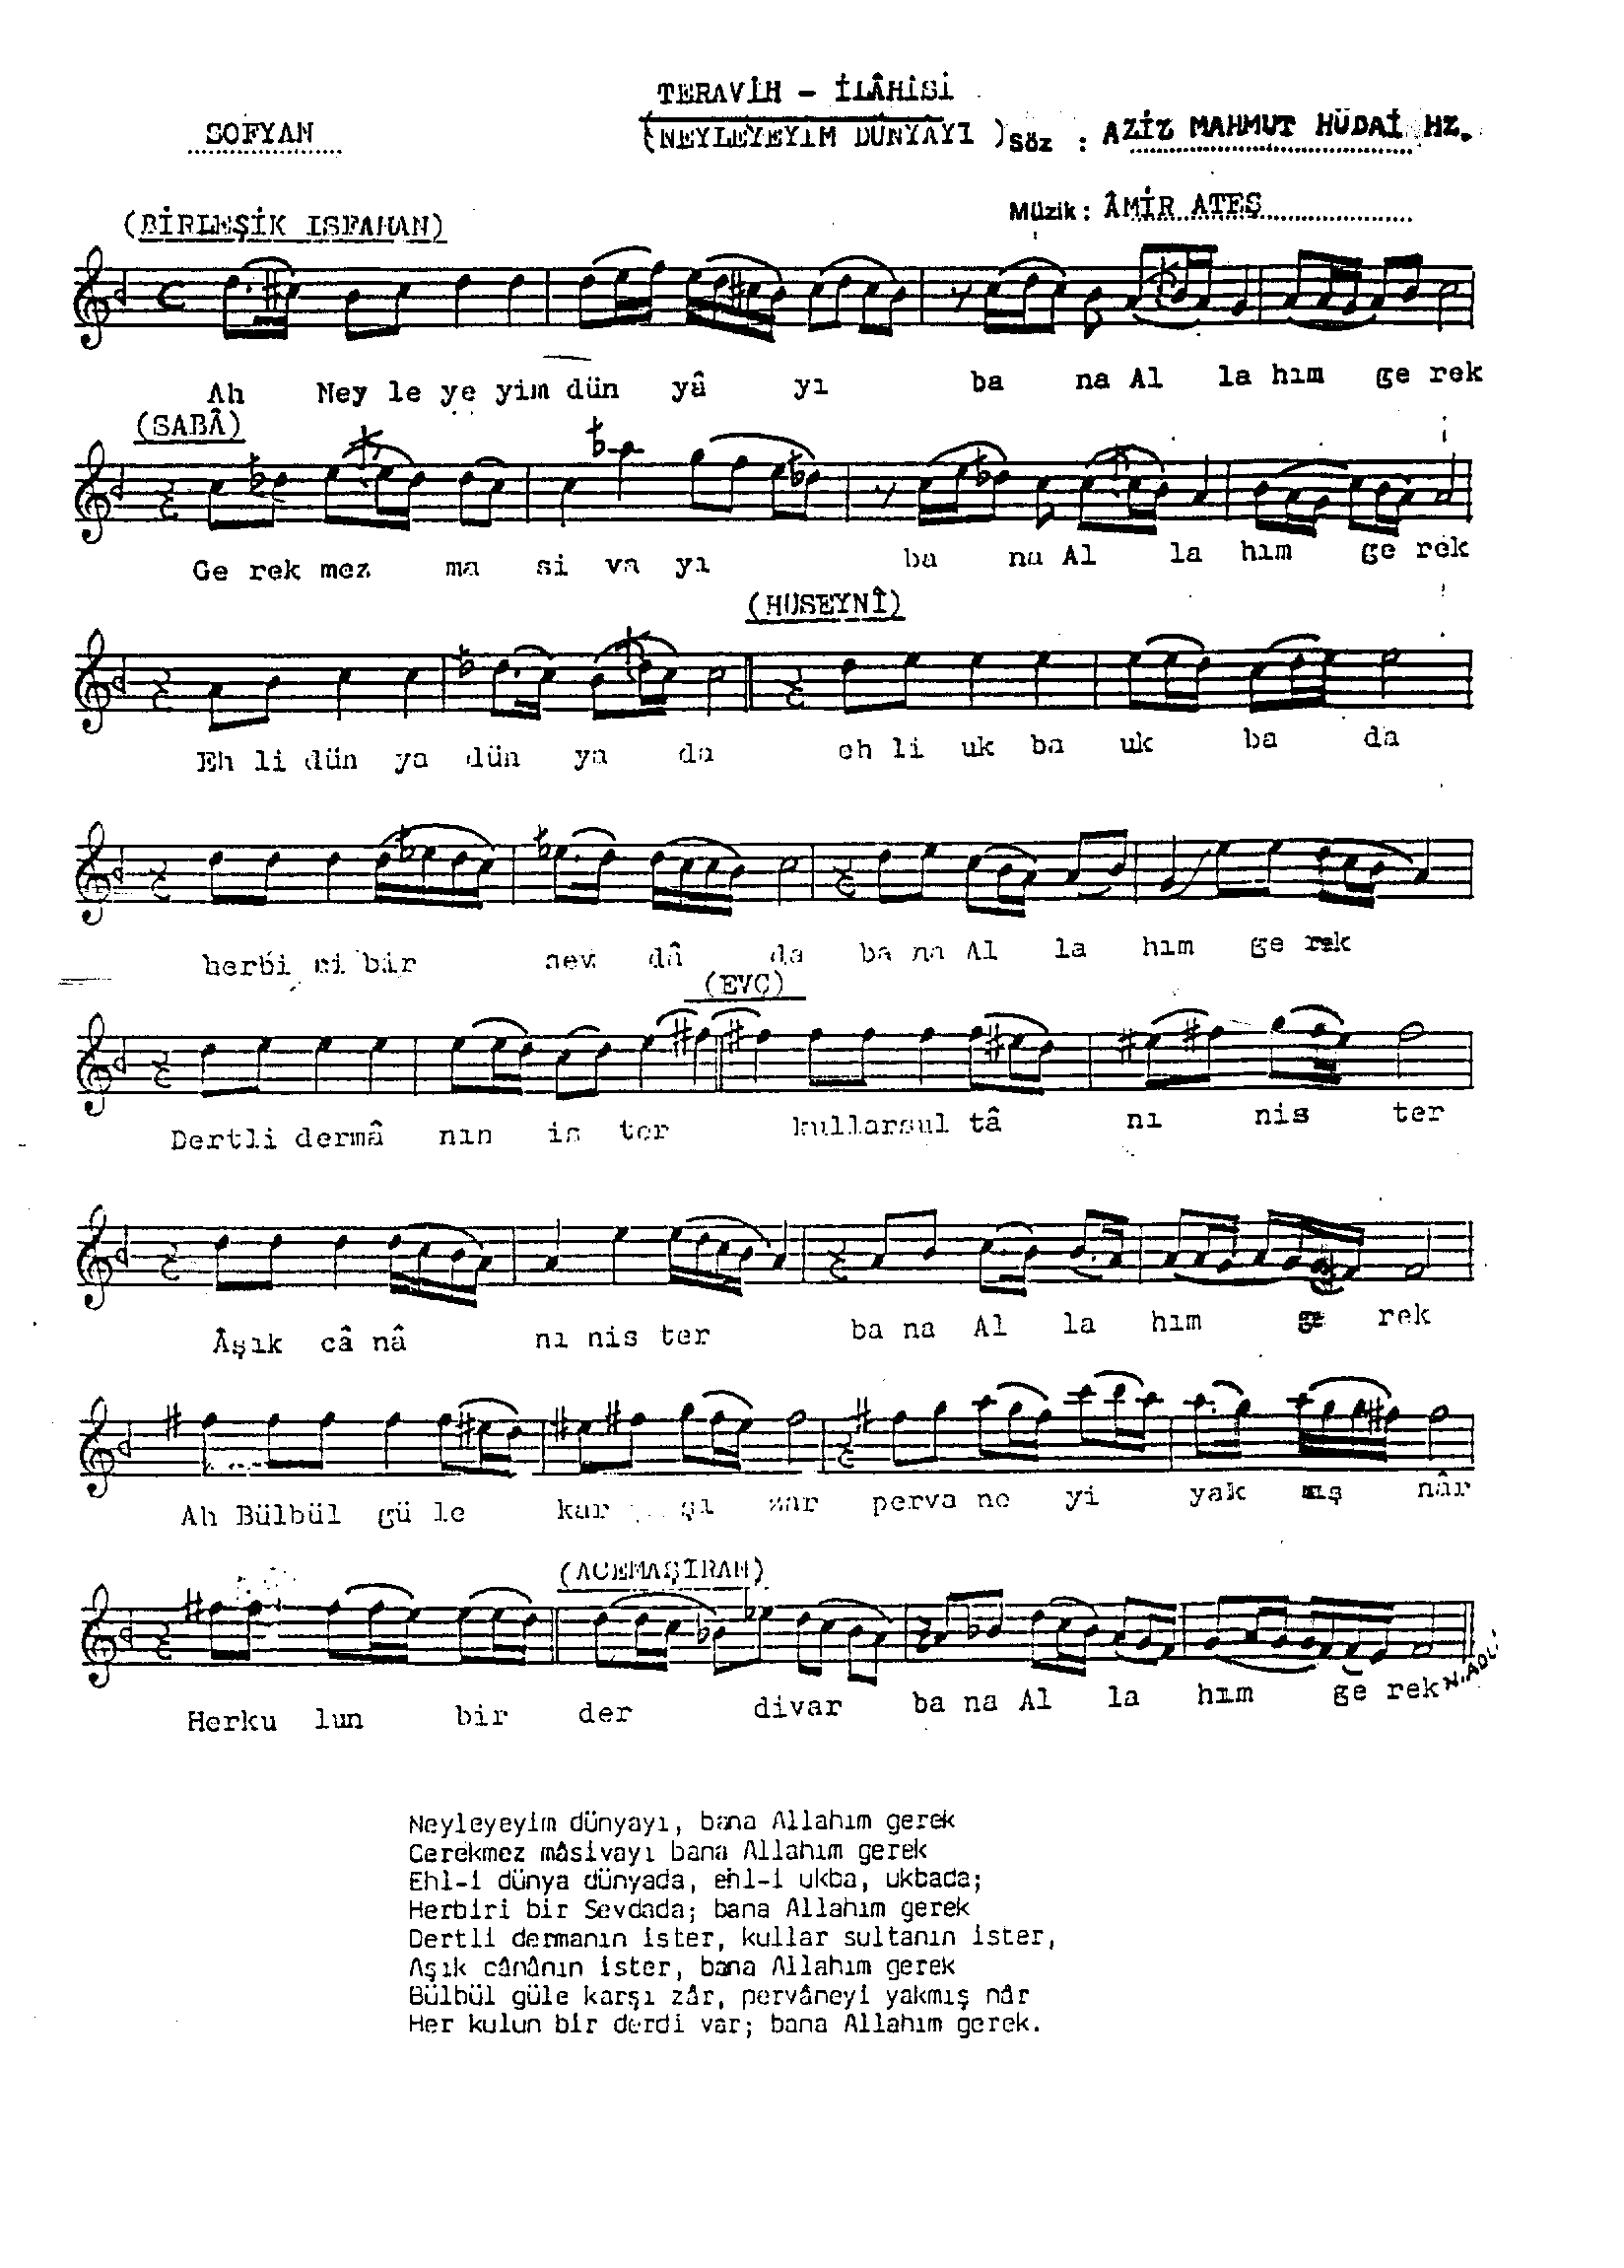 TERAVİH - İLÂHİSİ
SOFYAN
(NEYLEYEYIM DÜNYAYI) Söz : AZİZ MAHMUT HÜDAİ HZ.
Müzik : ÂMİR ATEŞ
(BİRLEŞİK ISFAHAN)
Ah Ney le ye yim dün yâ yı ba na Al la hım ge rek
(SABÂ)
Ge rek mez ma si va yı ba na Al la hım ge rek
(HUSEYNÎ)
Eh li dün ya dün ya da eh li uk ba uk ba da
herbi ri bir sev dâ da ba na Al la hım ge rek
(EVÇ)
Dertli dermâ nın is ter kullarsul tâ nı nis ter
Âşık câ nâ nı nis ter ba na Al la hım ge rek
Ah Bülbül gü le kar şı zar perva ne yi yak mış nâr
(ACEMAŞİRAN)
Herku lun bir der divar ba na Al la hım ge rek
Neyleyeyim dünyayı, bana Allahım gerek
Gerekmez mâsivayı bana Allahım gerek
Ehl-i dünya dünyada, ehl-i ukba, ukbada;
Herbiri bir Sevdada; bana Allahım gerek
Dertli dermanın ister, kullar sultanın ister,
Aşık cânânın ister, bana Allahım gerek
Bülbül güle karşı zâr, pervâneyi yakmış nâr
Her kulun bir derdi var; bana Allahım gerek.